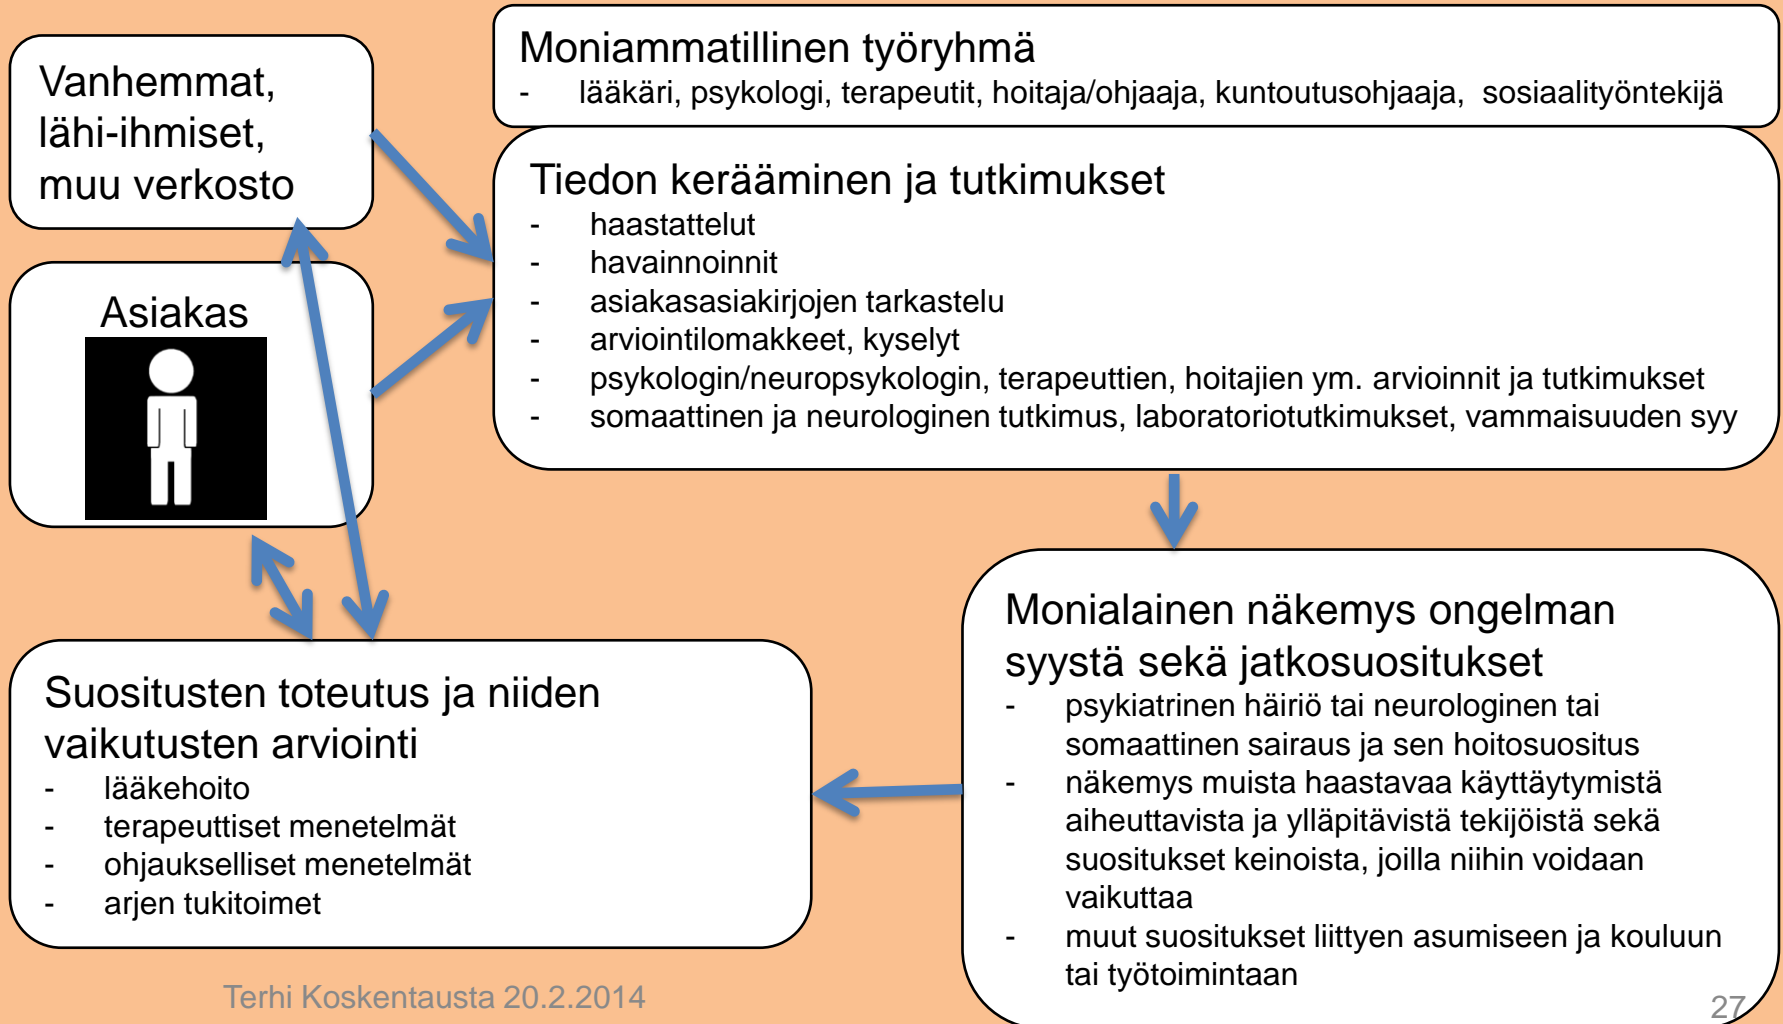 Moniammatillinen työryhmä
- lääkäri, psykologi, terapeutit, hoitaja/ohjaaja, kuntoutusohjaaja, sosiaalityöntekijä
Vanhemmat,
lähi-ihmiset,
muu verkosto
Tiedon kerääminen ja tutkimukset
- haastattelut
- havainnoinnit
- asiakasasiakirjojen tarkastelu
- arviointilomakkeet, kyselyt
- psykologin/neuropsykologin, terapeuttien, hoitajien ym. arvioinnit ja tutkimukset
- somaattinen ja neurologinen tutkimus, laboratoriotutkimukset, vammaisuuden syy
Asiakas
Monialainen näkemys ongelman
syystä sekä jatkosuositukset
- psykiatrinen häiriö tai neurologinen tai
somaattinen sairaus ja sen hoitosuositus
- näkemys muista haastavaa käyttäytymistä
aiheuttavista ja ylläpitävistä tekijöistä sekä
suositukset keinoista, joilla niihin voidaan
vaikuttaa
- muut suositukset liittyen asumiseen ja kouluun
tai työtoimintaan
Suositusten toteutus ja niiden
vaikutusten arviointi
- lääkehoito
- terapeuttiset menetelmät
- ohjaukselliset menetelmät
- arjen tukitoimet
Terhi Koskentausta 20.2.2014
27